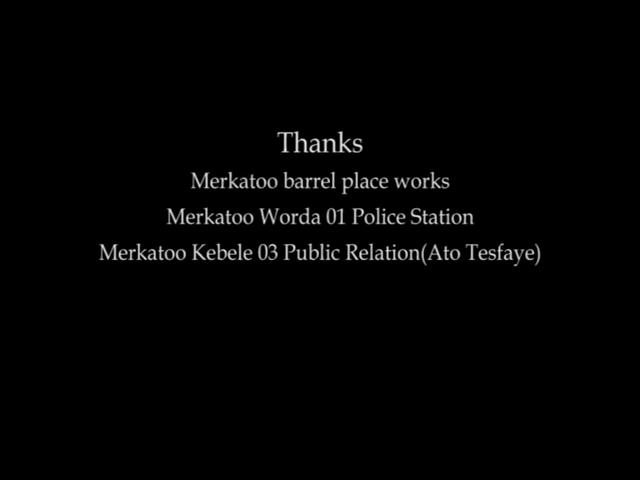 Thanks
Merkatoo barrel place works
Merkatoo Worda 01 Police Station
Merkatoo Kebele 03 Public Relation(Ato Tesfaye)